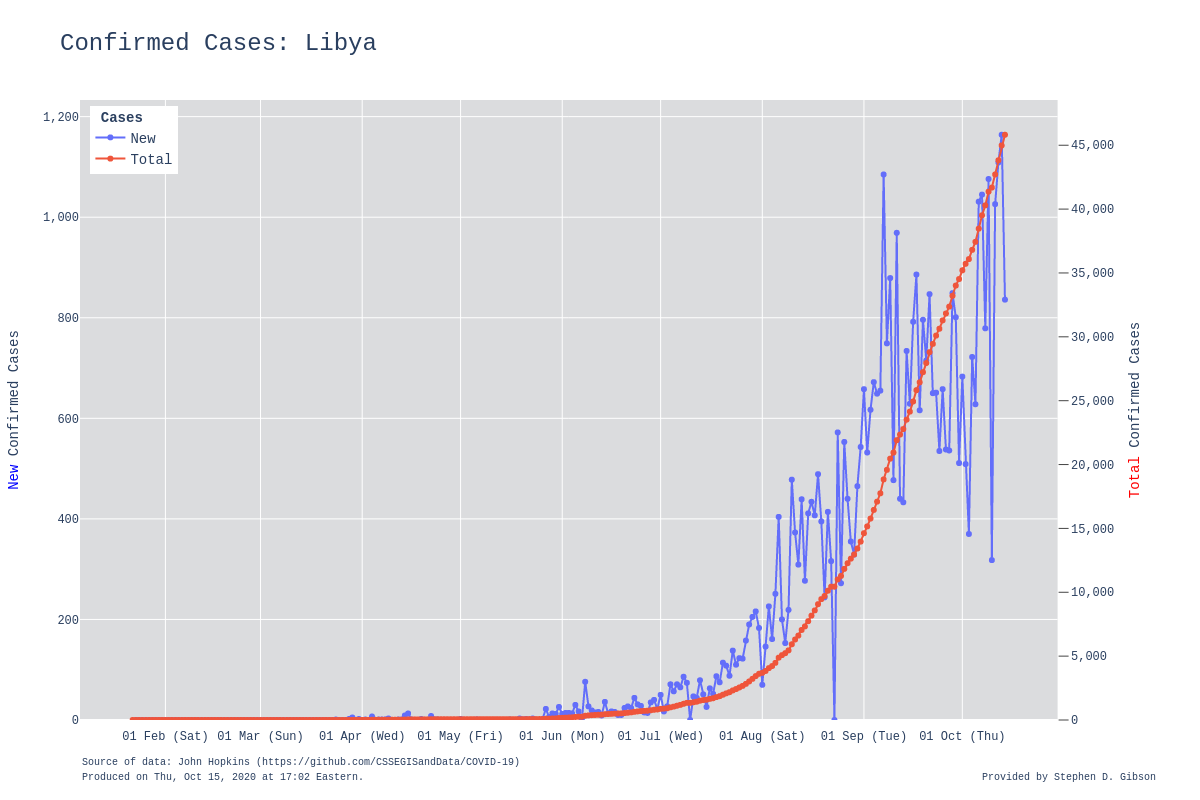 Confirmed Cases: Libya
Cases
New
Total
1,200
1,000
800
600
400
200
0
45,000
40,000
35,000
30,000
25,000
20,000
15,000
10,000
5,000
0
New Confirmed Cases
Total Confirmed Cases
01 Feb (Sat) 01 Mar (Sun) 01 Apr (Wed) 01 May (Fri) 01 Jun (Mon) 01 Jul (Wed) 01 Aug (Sat) 01 Sep (Tue) 01 Oct (Thu)
Source of data: John Hopkins (https://github.com/CSSEGISandData/COVID-19)
Produced on Thu, Oct 15, 2020 at 17:02 Eastern.
Provided by Stephen D. Gibson